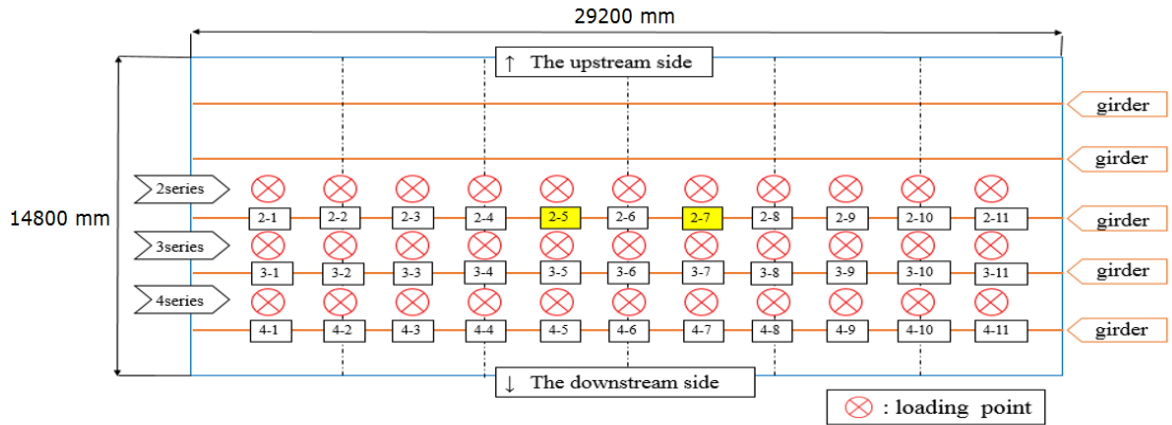 29200 mm
↑ The upstream side
girder
girder
2series
14800 mm
2-1 2-2 2-3 2-4 2-5 2-6 2-7 2-8 2-9 2-10 2-11
girder
3series
3-1 3-2 3-3 3-4 3-5 3-6 3-7 3-8 3-9 3-10 3-11
girder
4series
4-1 4-2 4-3 4-4 4-5 4-6 4-7 4-8 4-9 4-10 4-11
girder
↓ The downstream side
: loading point